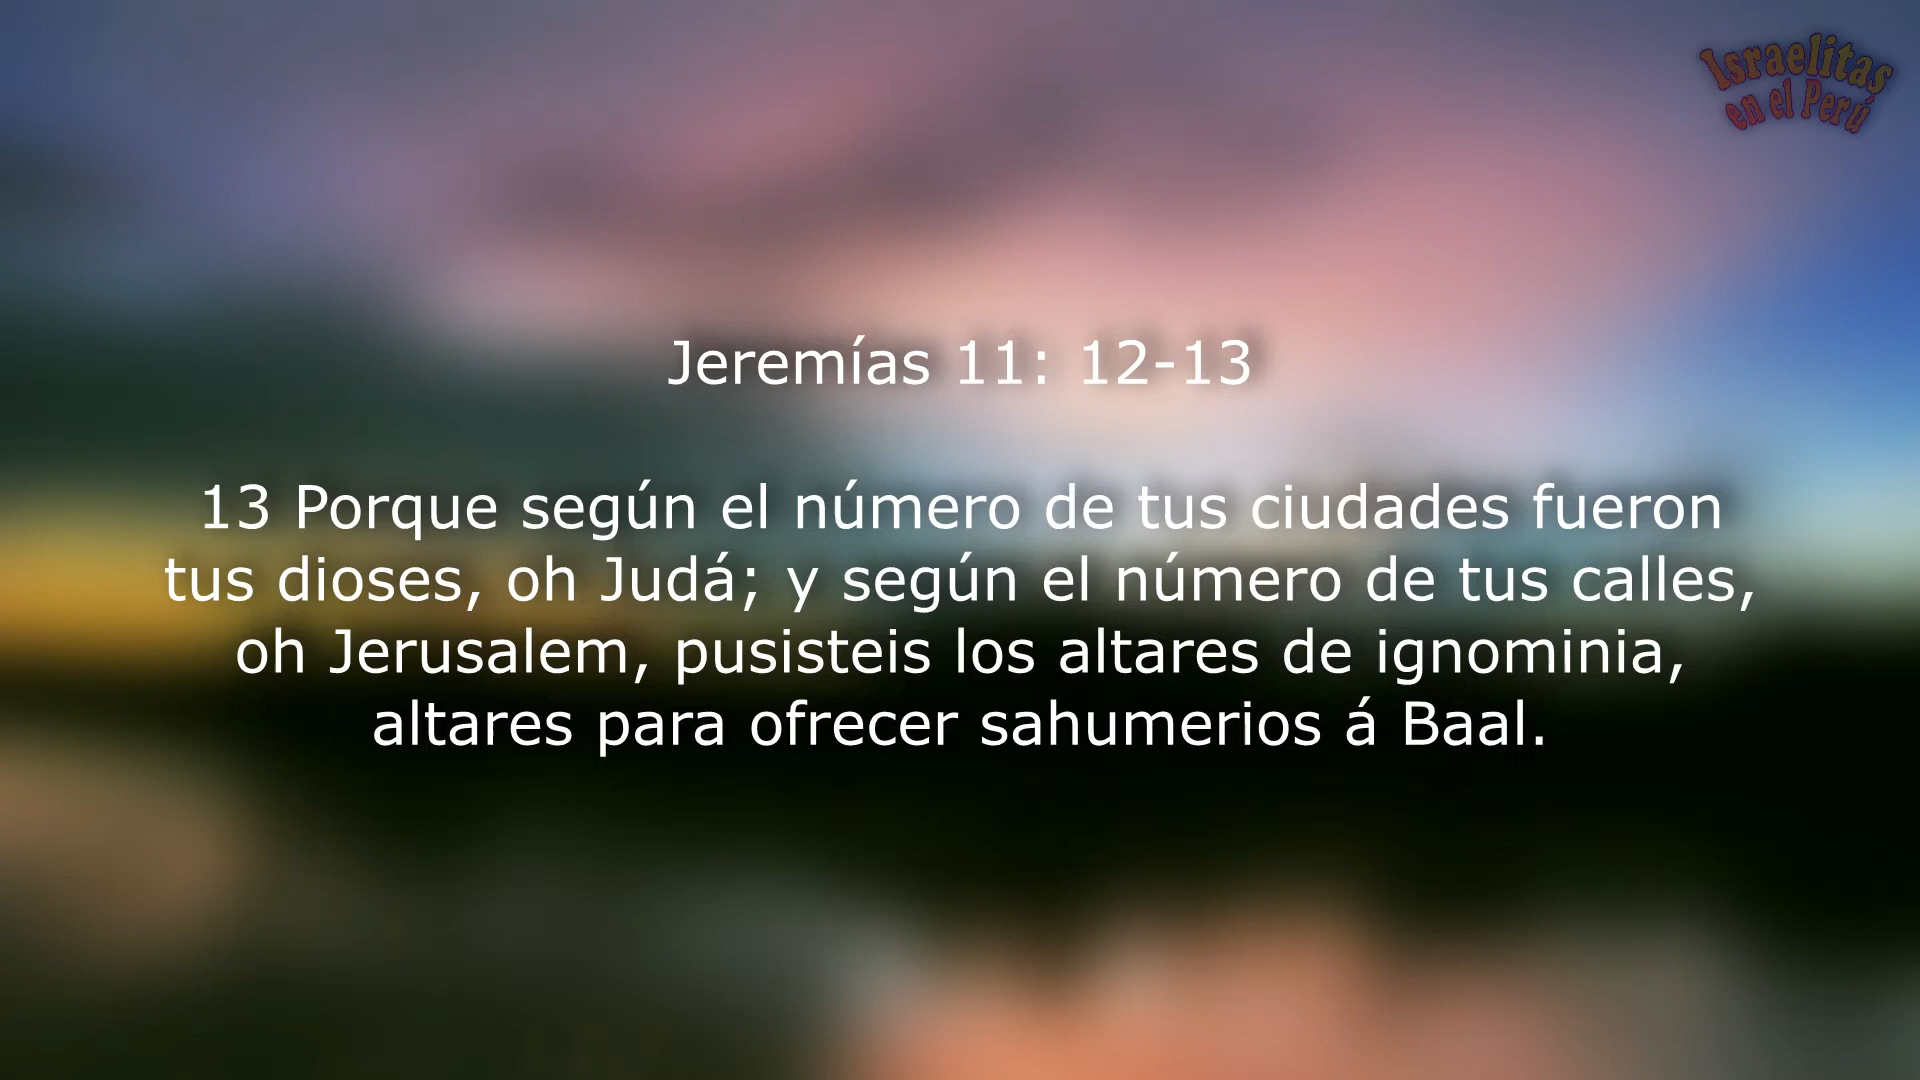 Israelitas
en el Perú
Jeremías 11: 12-13
13 Porque según el número de tus ciudades fueron
tus dioses, oh Judá; y según el número de tus calles,
oh Jerusalem, pusisteis los altares de ignominia,
altares para ofrecer sahumerios á Baal.